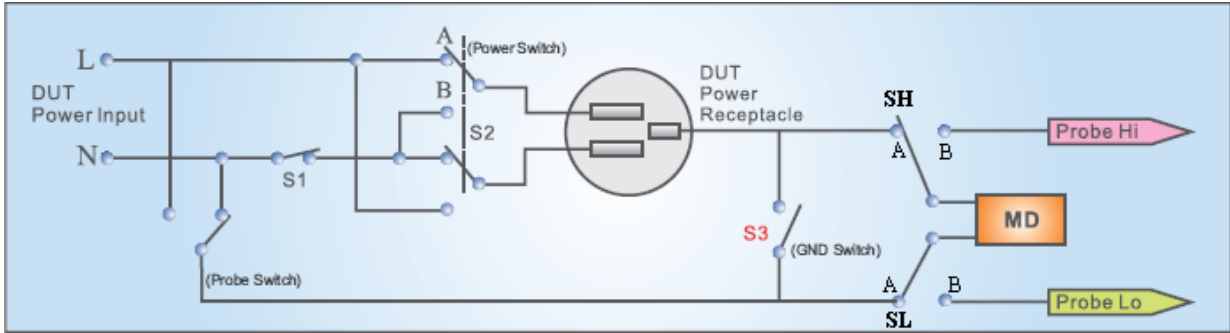 L
DUT
Power Input
N
S1
A
(Power Switch)
B
S2
DUT
Power
Receptacle
SH
A
B
Probe Hi
MD
S3
(GND Switch)
(Probe Switch)
A
B
SL
Probe Lo